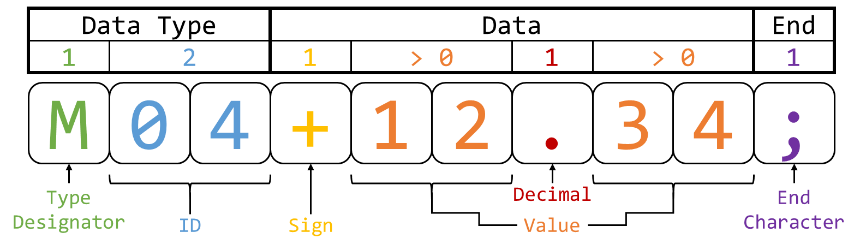 Data Type Data End
1 2 1 > 0 1 > 0 1
M 0 4 + 1 2 . 3 4 ;
Type Designator ID Sign Value Decimal End Character